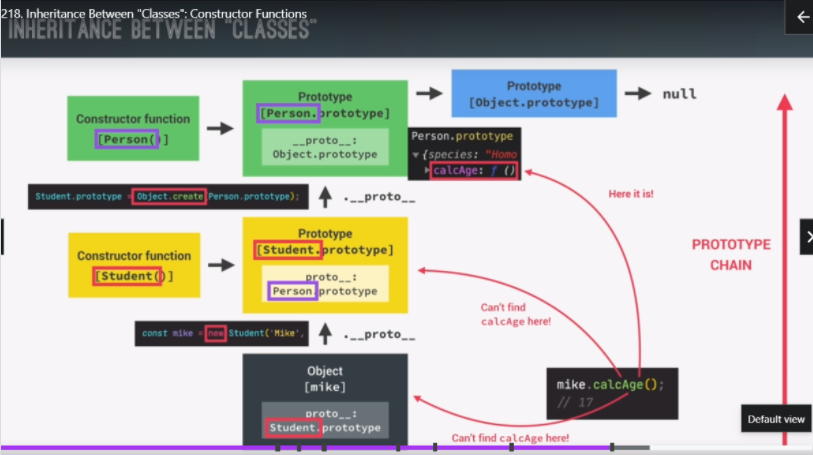 218. Inheritance Between "Classes": Constructor Functions
INHERITANCE BETWEEN "CLASSES"
Prototype
[Object.prototype]
null
Constructor function
[Person()]
Prototype
[Person.prototype]
__proto__:
Object.prototype
Person.prototype
▼{species: "Homo
▶calcAge: ƒ ()
Here it is!
Student.prototype = Object.create(Person.prototype);
.__proto__
Constructor function
[Student()]
Prototype
[Student.prototype]
__proto__:
Person.prototype
PROTOTYPE
CHAIN
Can't find
calcAge here!
const mike = new Student('Mike',
.__proto__
Object
[mike]
__proto__:
Student.prototype
mike.calcAge();
// 17
Default view
Can't find calcAge here!